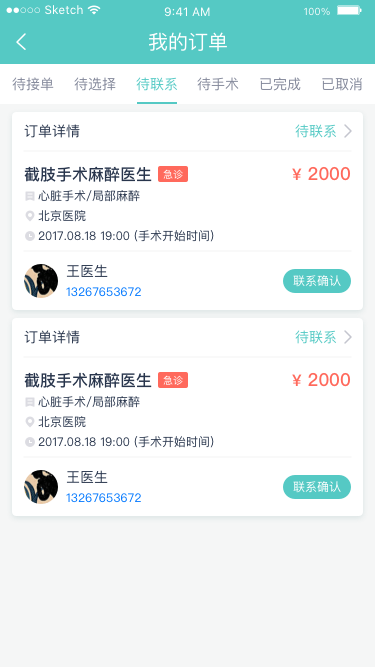 Sketch 9:41 AM 100%
我的订单
待接单 待选择 待联系 待手术 已完成 已取消
订单详情 待联系
截肢手术麻醉医生 急诊 ¥ 2000
心脏手术/局部麻醉
北京医院
2017.08.18 19:00 (手术开始时间)
王医生
13267653672
联系确认
订单详情 待联系
截肢手术麻醉医生 急诊 ¥ 2000
心脏手术/局部麻醉
北京医院
2017.08.18 19:00 (手术开始时间)
王医生
13267653672
联系确认